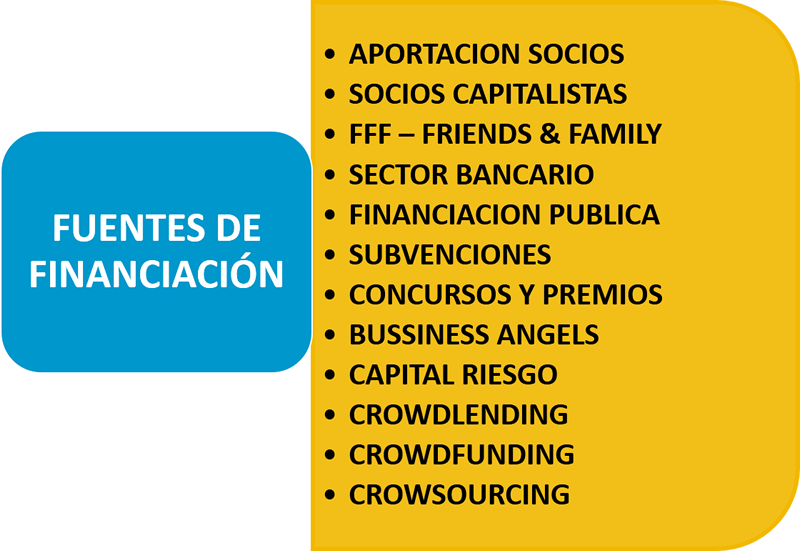 FUENTES DE
FINANCIACIÓN
• APORTACION SOCIOS
• SOCIOS CAPITALISTAS
• FFF – FRIENDS & FAMILY
• SECTOR BANCARIO
• FINANCIACION PUBLICA
• SUBVENCIONES
• CONCURSOS Y PREMIOS
• BUSSINESS ANGELS
• CAPITAL RIESGO
• CROWDLENDING
• CROWDFUNDING
• CROWSOURCING